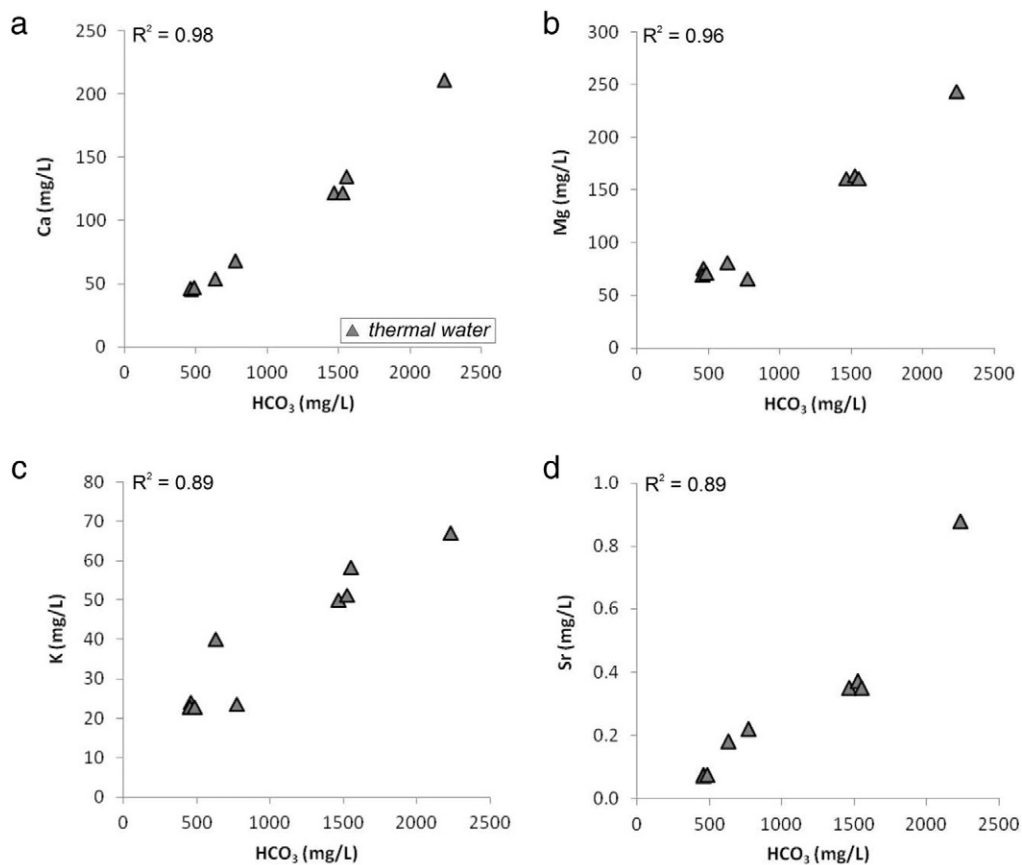 a
R² = 0.98
250
200
150
100
50
0
Ca (mg/L)
thermal water
0 500 1000 1500 2000 2500
HCO₃ (mg/L)
b
R² = 0.96
300
250
200
150
100
50
0
Mg (mg/L)
0 500 1000 1500 2000 2500
HCO₃ (mg/L)
c
R² = 0.89
80
70
60
50
40
30
20
10
0
K (mg/L)
0 500 1000 1500 2000 2500
HCO₃ (mg/L)
d
R² = 0.89
1.0
0.8
0.6
0.4
0.2
0.0
Sr (mg/L)
0 500 1000 1500 2000 2500
HCO₃ (mg/L)